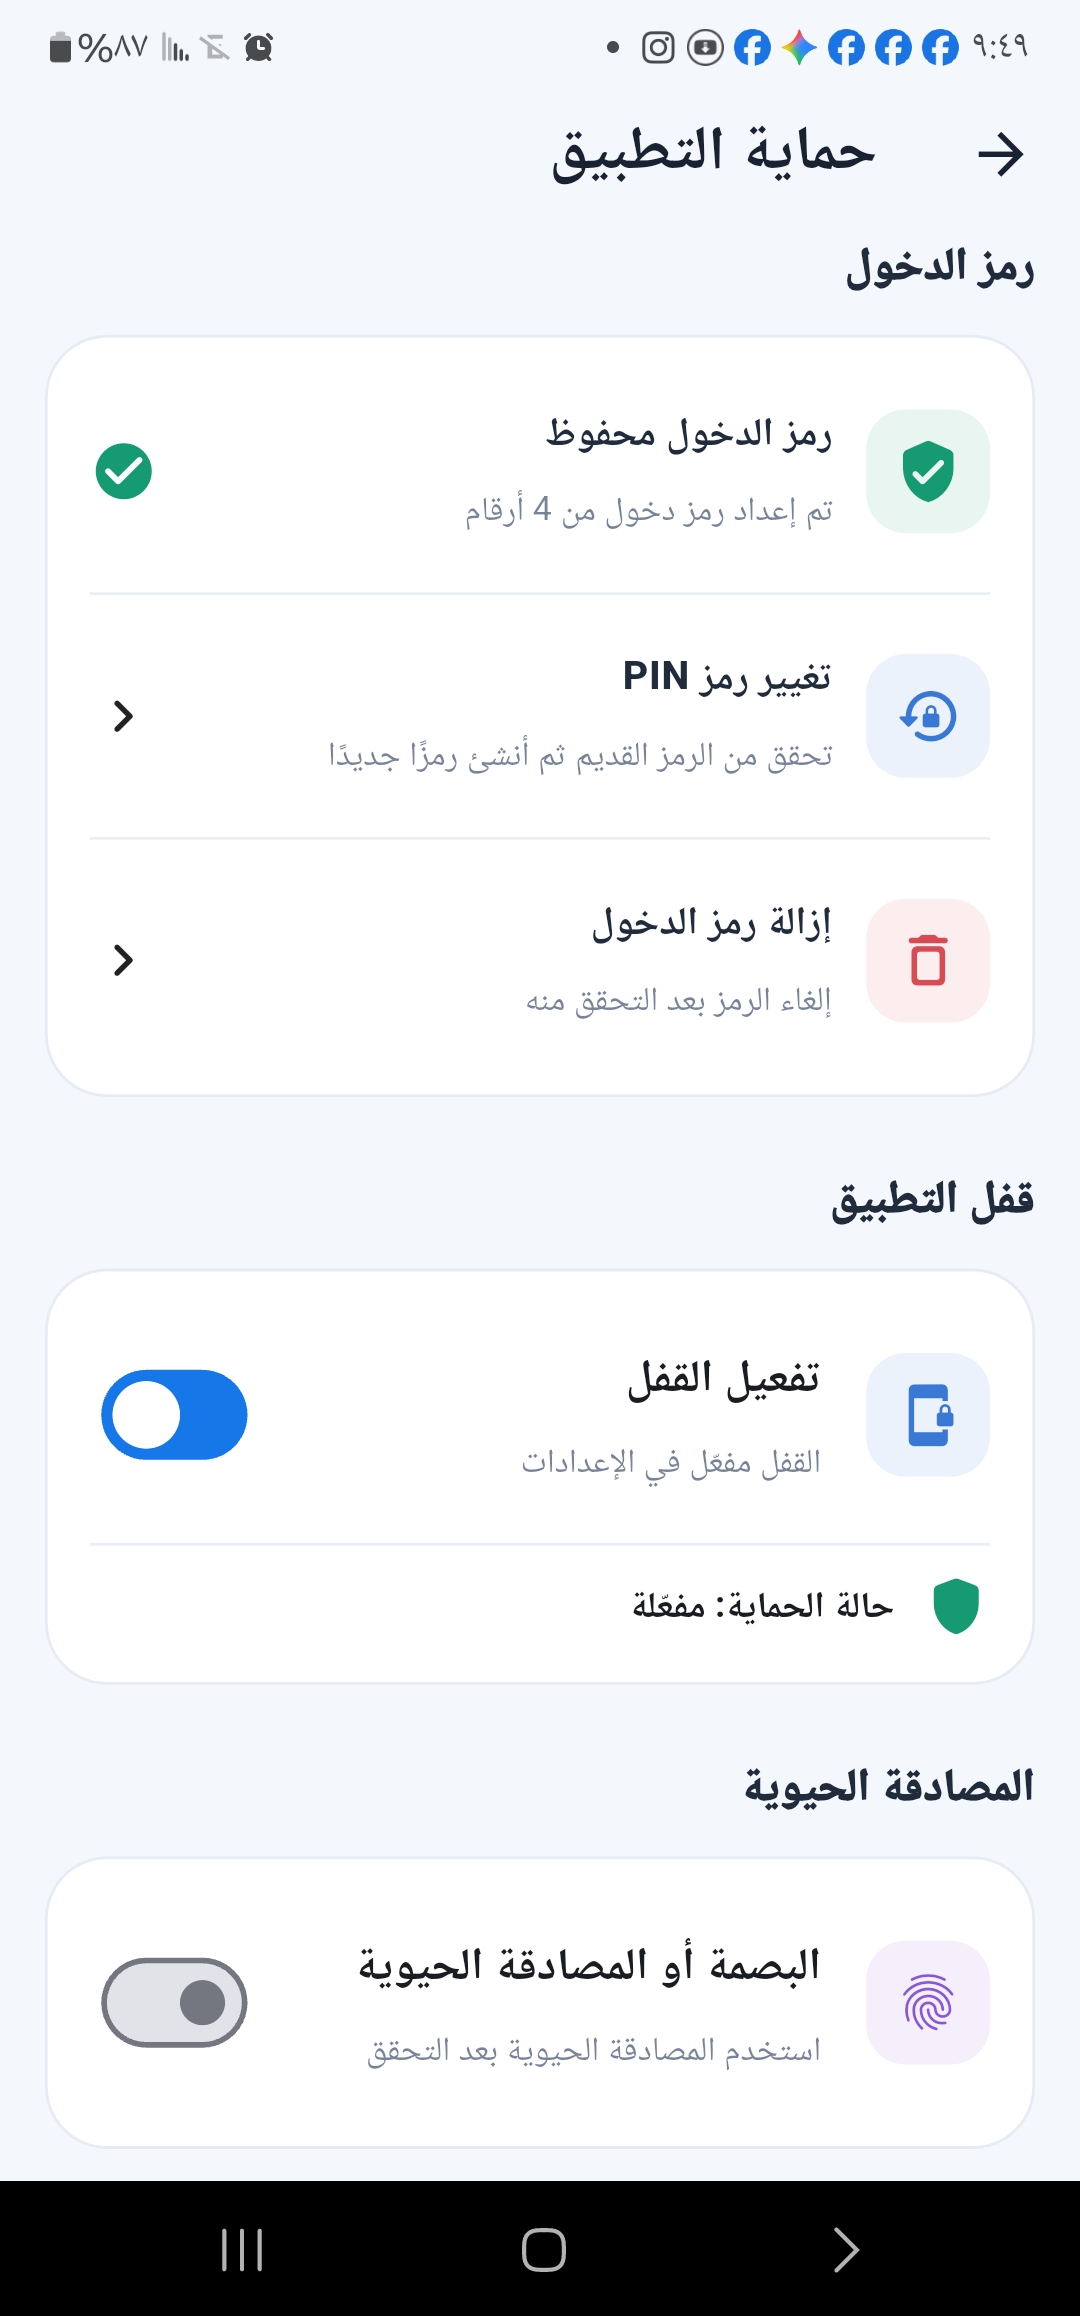 ٩:٤٩
%٨٧
حماية التطبيق
رمز الدخول
رمز الدخول محفوظ
تم إعداد رمز دخول من 4 أرقام
تغيير رمز PIN
تحقق من الرمز القديم ثم أنشئ رمزًا جديدًا
إزالة رمز الدخول
إلغاء الرمز بعد التحقق منه
قفل التطبيق
تفعيل القفل
القفل مفعّل في الإعدادات
حالة الحماية: مفعّلة
المصادقة الحيوية
البصمة أو المصادقة الحيوية
استخدم المصادقة الحيوية بعد التحقق